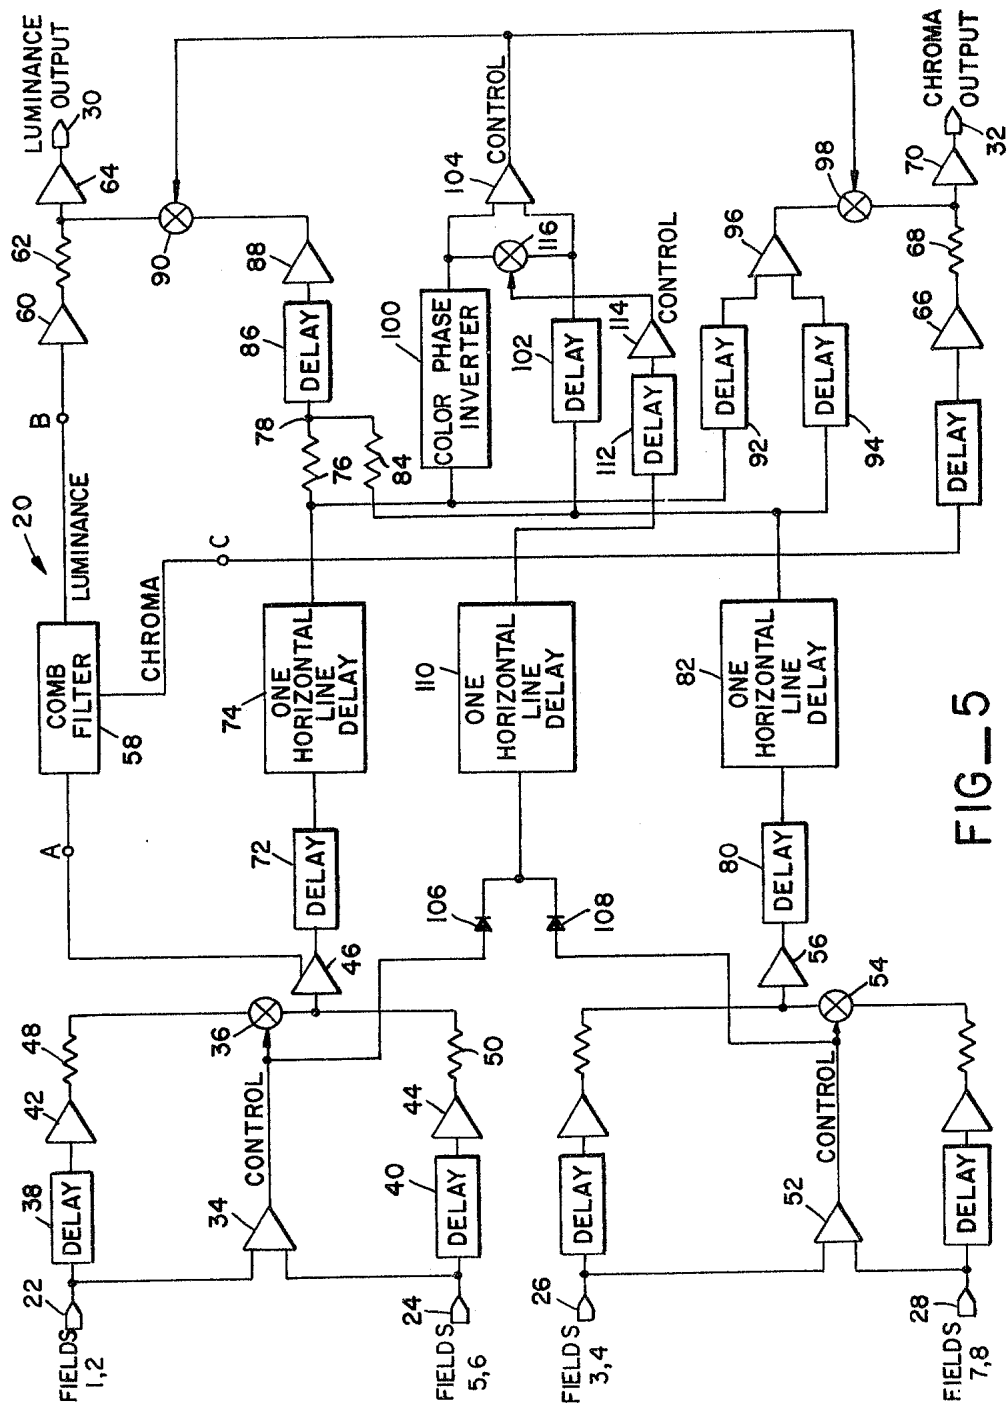 FIELDS
1,2
22
38
DELAY
42
48
A
COMB
FILTER
58
20
LUMINANCE
B
60
62
64
LUMINANCE
OUTPUT
30
CHROMA
C
34
CONTROL
36
46
72
DELAY
74
ONE
HORIZONTAL
LINE
DELAY
76
78
84
86
DELAY
88
90
FIELDS
5,6
24
40
DELAY
44
50
106
108
110
ONE
HORIZONTAL
LINE
DELAY
100
COLOR PHASE
INVERTER
102
DELAY
104
CONTROL
116
112
DELAY
114
CONTROL
FIELDS
3,4
26
DELAY
52
CONTROL
54
56
80
DELAY
82
ONE
HORIZONTAL
LINE
DELAY
DELAY
92
DELAY
94
96
98
FIELDS
7,8
28
DELAY
DELAY
66
68
70
CHROMA
OUTPUT
32
FIG_5